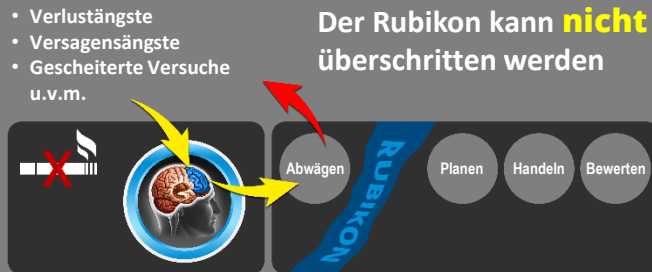 • Verlustängste
• Versagensängste
• Gescheiterte Versuche
u.v.m.
Der Rubikon kann nicht
überschritten werden
Abwägen
RUBIKON
Planen
Handeln
Bewerten